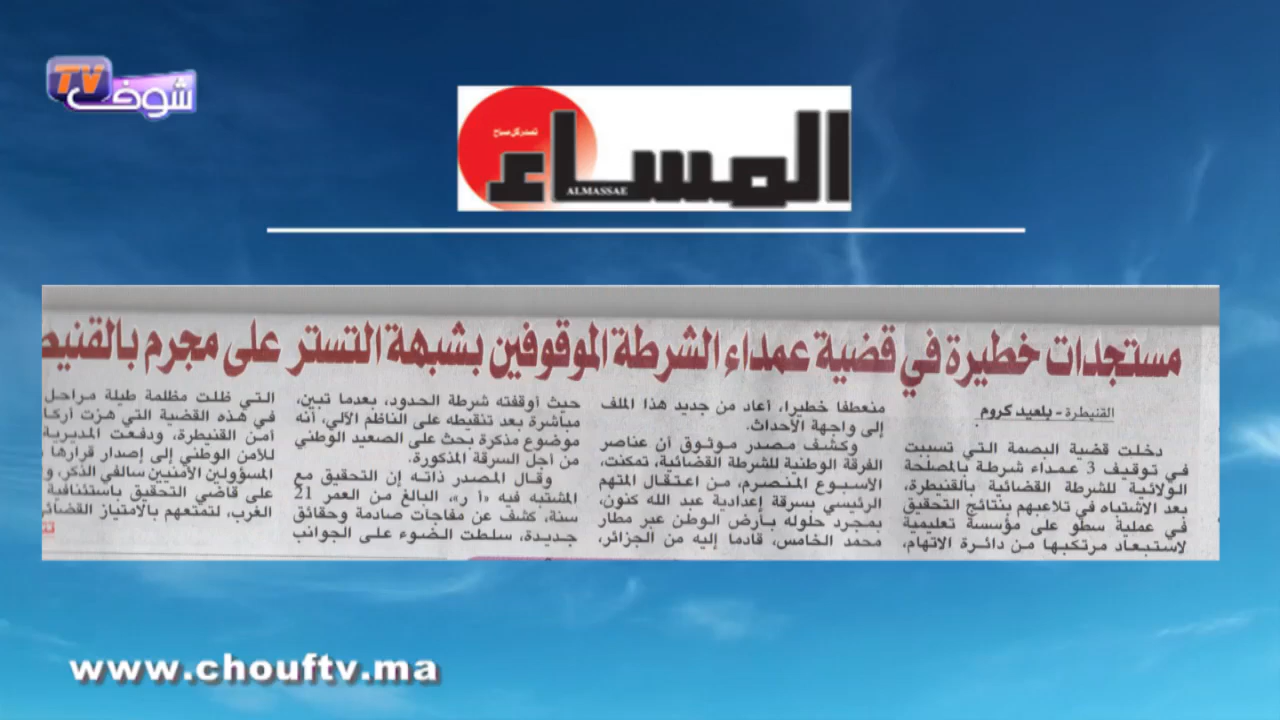 TV شوف
تصدر كل صباح
المساء
ALMASSAE
مستجدات خطيرة في قضية عمداء الشرطة الموقوفين بشبهة التستر على مجرم بالقنيط
القنيطرة - بلعيد كروم
دخلت قضية البصمة التي تسببت
في توقيف 3 عمداء شرطة بالمصلحة
الولائية للشرطة القضائية بالقنيطرة،
بعد الاشتباه في تلاعبهم بنتائج التحقيق
في عملية سطو على مؤسسة تعليمية
لاستبعاد مرتكبها من دائرة الاتهام،
منعطفا خطيرا، أعاد من جديد هذا الملف
إلى واجهة الأحداث.
وكشف مصدر موثوق أن عناصر
الفرقة الوطنية للشرطة القضائية، تمكنت،
الأسبوع المنصرم، من اعتقال المتهم
الرئيسي بسرقة إعدادية عبد الله كنون،
بمجرد حلوله بأرض الوطن عبر مطار
محمد الخامس، قادما إليه من الجزائر،
حيث أوقفته شرطة الحدود، بعدما تبين،
مباشرة بعد تنقيطه على الناظم الآلي، أنه
موضوع مذكرة بحث على الصعيد الوطني
من أجل السرقة المذكورة.
وقال المصدر ذاته إن التحقيق مع
المشتبه فيه «أ ر»، البالغ من العمر 21
سنة، كشف عن مفاجات صادمة وحقائق
جديدة، سلطت الضوء على الجوانب
التي ظلت مظلمة طيلة مراحل
في هذه القضية التي هزت أركا
أمن القنيطرة، ودفعت المديرية
للأمن الوطني إلى إصدار قرارها
المسؤولين الأمنيين سالفي الذكر، و
على قاضي التحقيق باستئنافية
الغرب، لتمتعهم بالامتياز القضائ
www.chouftv.ma